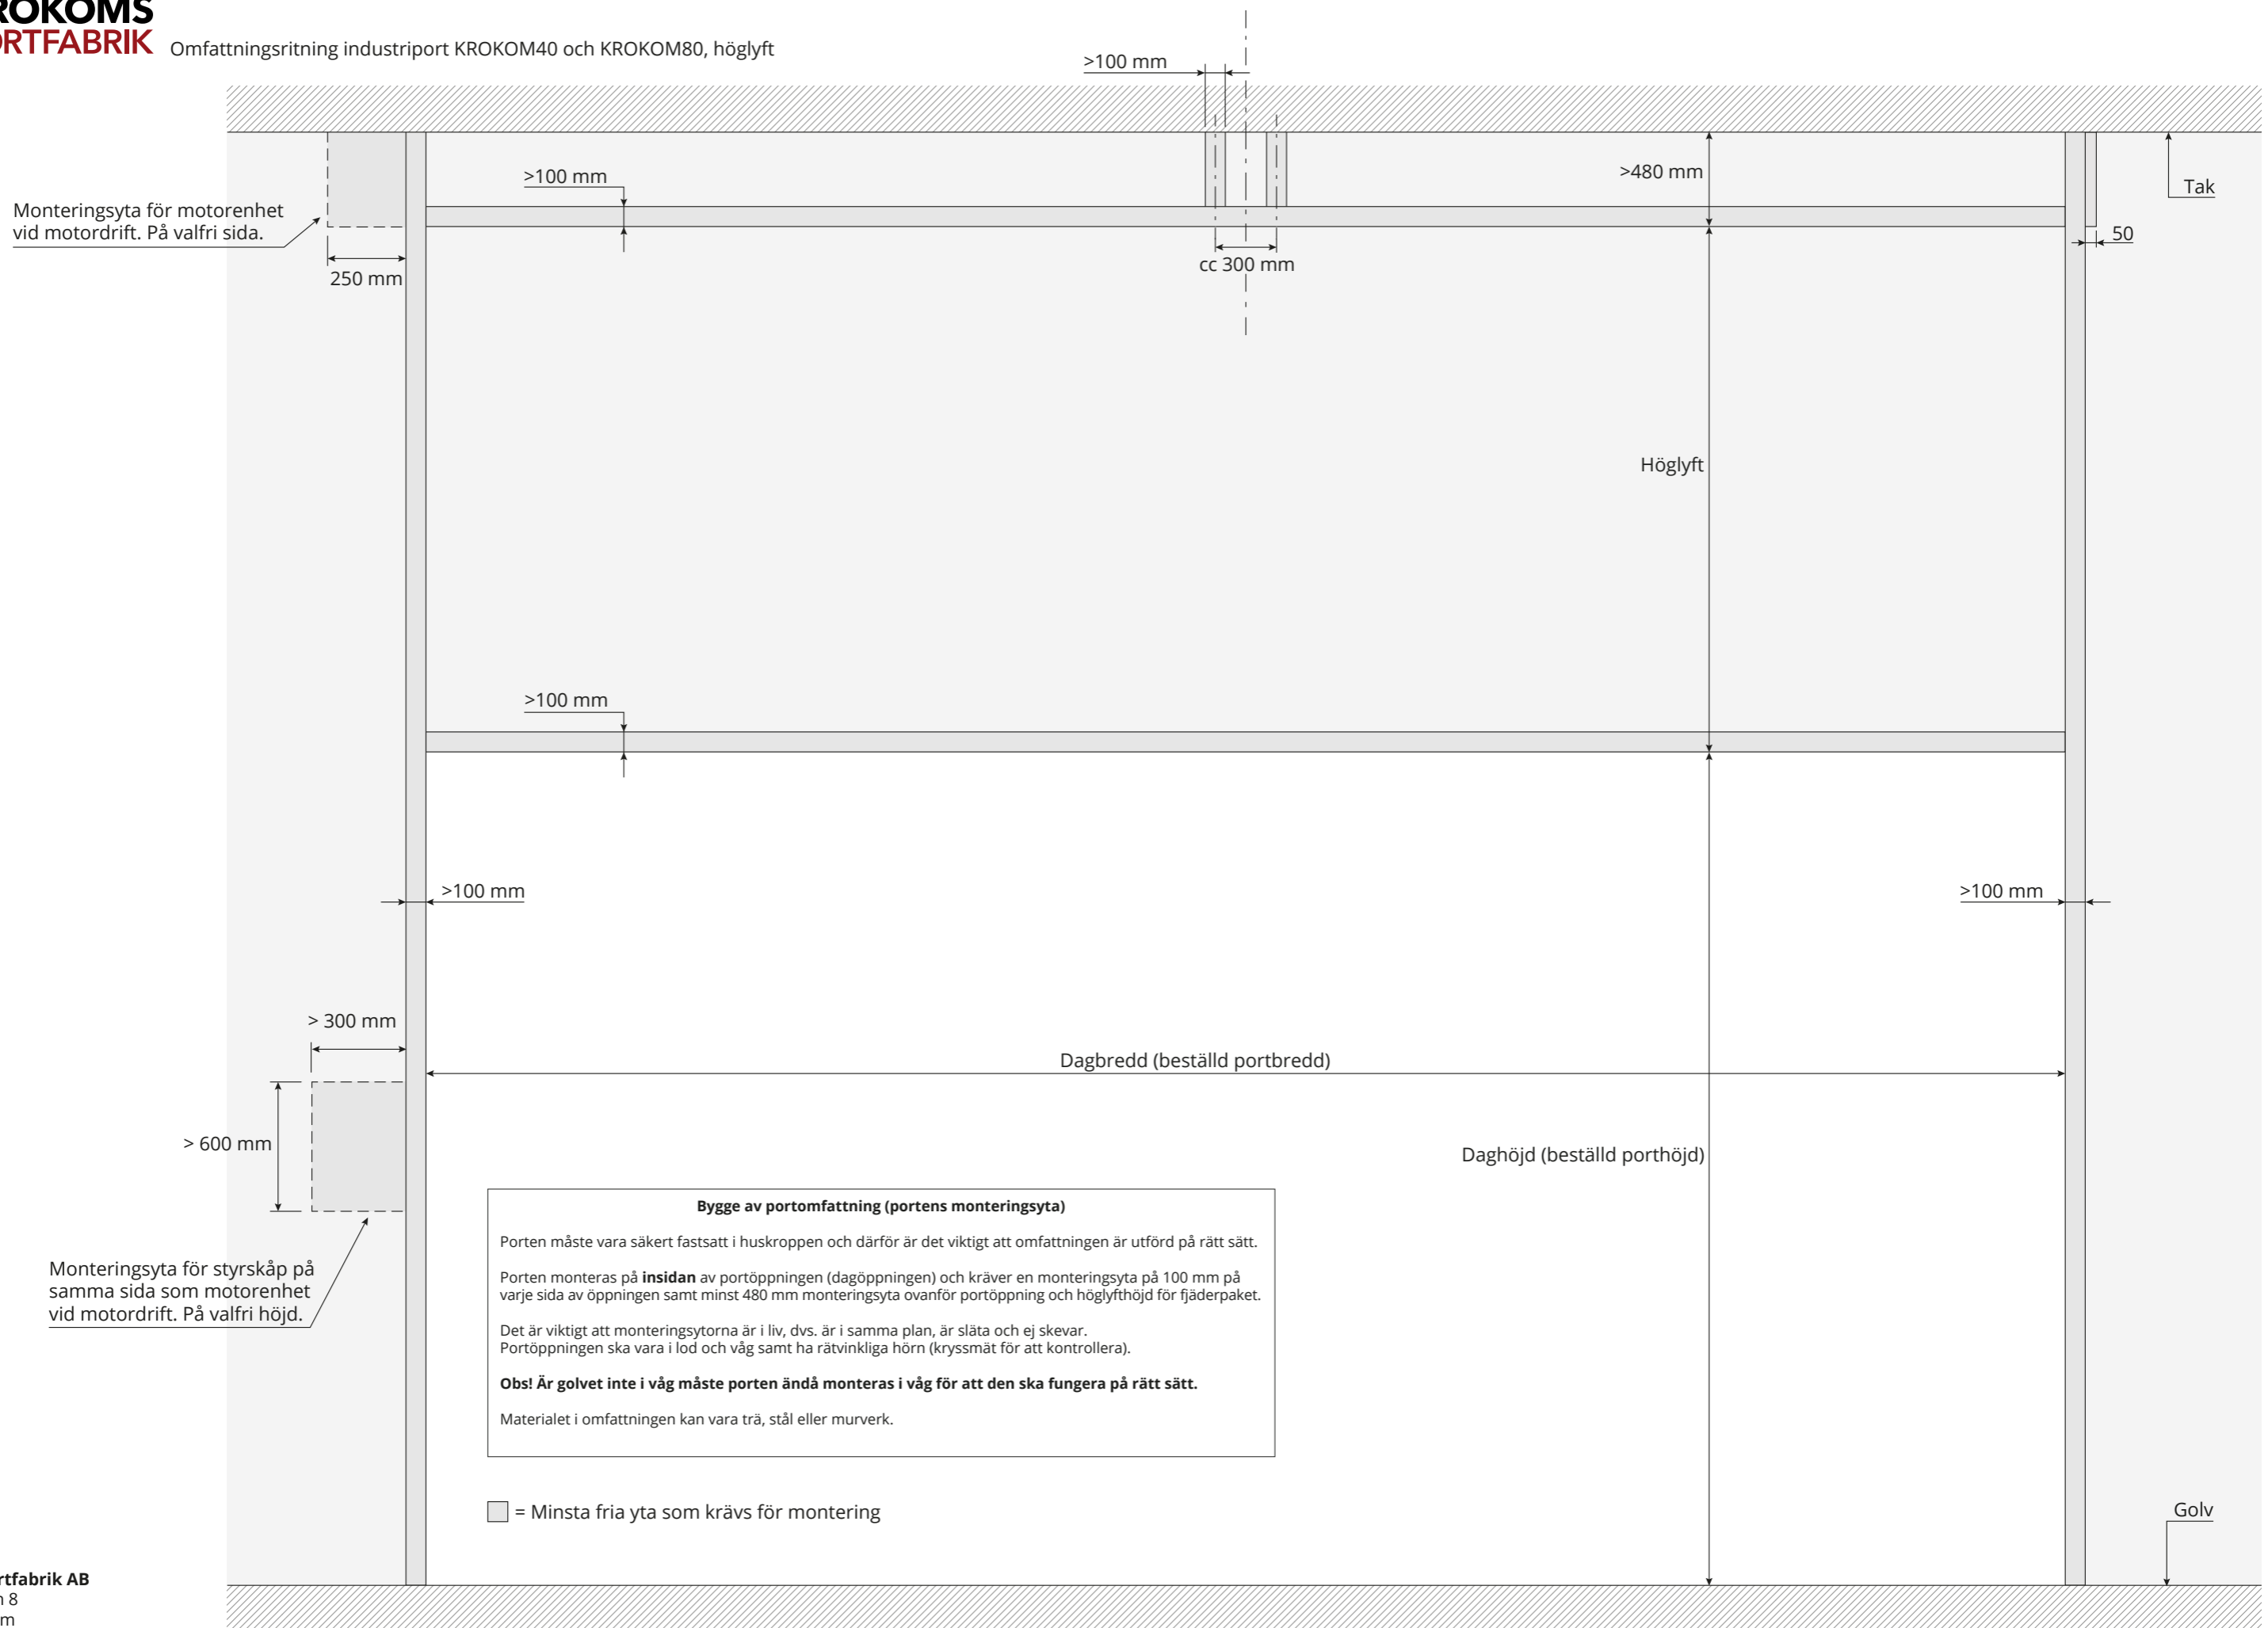 ROKOMS
ORTFABRIK
Omfattningsritning industriport KROKOM40 och KROKOM80, höglyft
>100 mm
>100 mm
>480 mm
Tak
Monteringsyta för motorenhet
vid motordrift. På valfri sida.
50
cc 300 mm
250 mm
Höglyft
>100 mm
>100 mm
>100 mm
> 300 mm
Dagbredd (beställd portbredd)
> 600 mm
Daghöjd (beställd porthöjd)
Bygge av portomfattning (portens monteringsyta)
Porten måste vara säkert fastsatt i huskroppen och därför är det viktigt att omfattningen är utförd på rätt sätt.
Porten monteras på insidan av portöppningen (dagöppningen) och kräver en monteringsyta på 100 mm på
varje sida av öppningen samt minst 480 mm monteringsyta ovanför portöppning och höglyfthöjd för fjäderpaket.
Det är viktigt att monteringsytorna är i liv, dvs. är i samma plan, är släta och ej skevar.
Portöppningen ska vara i lod och våg samt ha rätvinkliga hörn (kryssmät för att kontrollera).
Obs! Är golvet inte i våg måste porten ändå monteras i våg för att den ska fungera på rätt sätt.
Materialet i omfattningen kan vara trä, stål eller murverk.
Monteringsyta för styrskåp på
samma sida som motorenhet
vid motordrift. På valfri höjd.
= Minsta fria yta som krävs för montering
Golv
rtfabrik AB
n 8
m